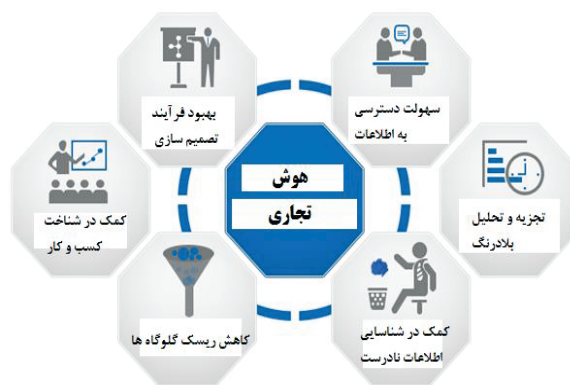 بهبود فرآیند
تصمیم سازی
سهولت دسترسی
به اطلاعات
هوش
تجاری
کمک در شناخت
کسب و کار
تجزیه و تحلیل
بلادرنگ
کاهش ریسک گلوگاه ها
کمک در شناسایی
اطلاعات نادرست